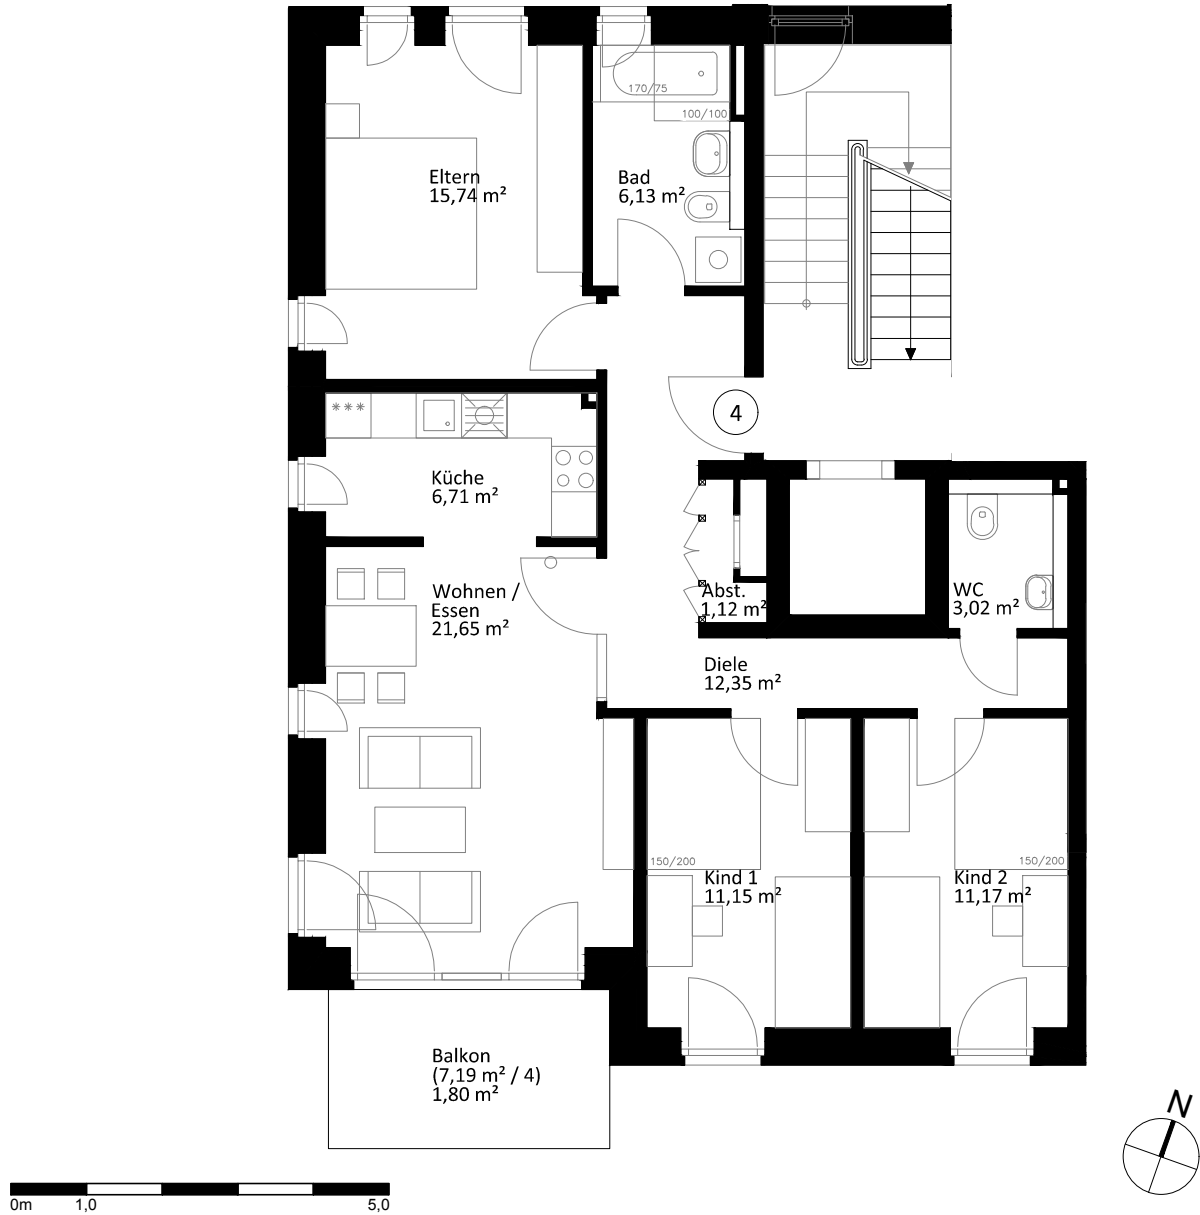 170/75
100/100
Eltern
15,74 m²
Bad
6,13 m²
4
Küche
6,71 m²
Wohnen /
Essen
21,65 m²
Abst.
1,12 m²
WC
3,02 m²
Diele
12,35 m²
150/200
Kind 1
11,15 m²
150/200
Kind 2
11,17 m²
Balkon
(7,19 m² / 4)
1,80 m²
N
0m 1,0 5,0